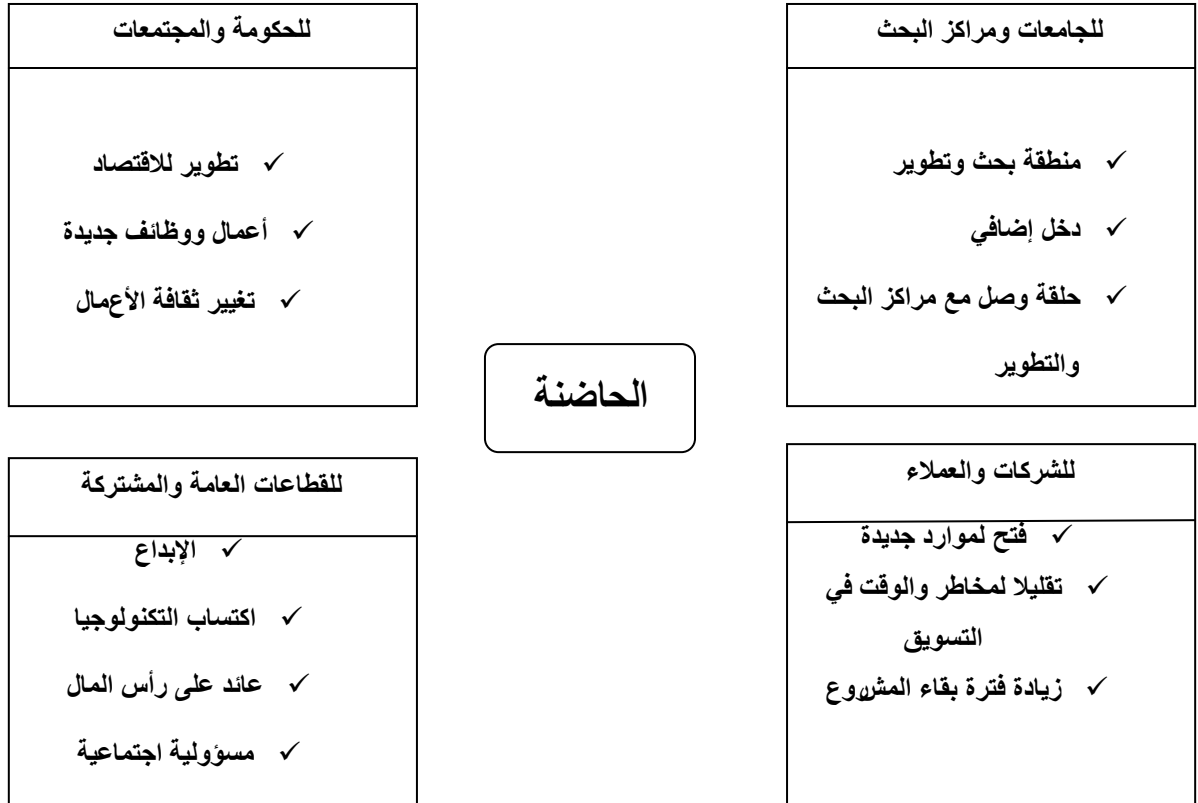 للجامعات ومراكز البحث
✓ منطقة بحث وتطوير
✓ دخل إضافي
✓ حلقة وصل مع مراكز البحث
والتطوير
للحكومة والمجتمعات
✓ تطوير للاقتصاد
✓ أعمال ووظائف جديدة
✓ تغيير ثقافة الأعمال
الحاضنة
للشركات والعملاء
✓ فتح لموارد جديدة
✓ تقليلا لمخاطر والوقت في
التسويق
✓ زيادة فترة بقاء المشروع
للقطاعات العامة والمشتركة
✓ الإبداع
✓ اكتساب التكنولوجيا
✓ عائد على رأس المال
✓ مسؤولية اجتماعية